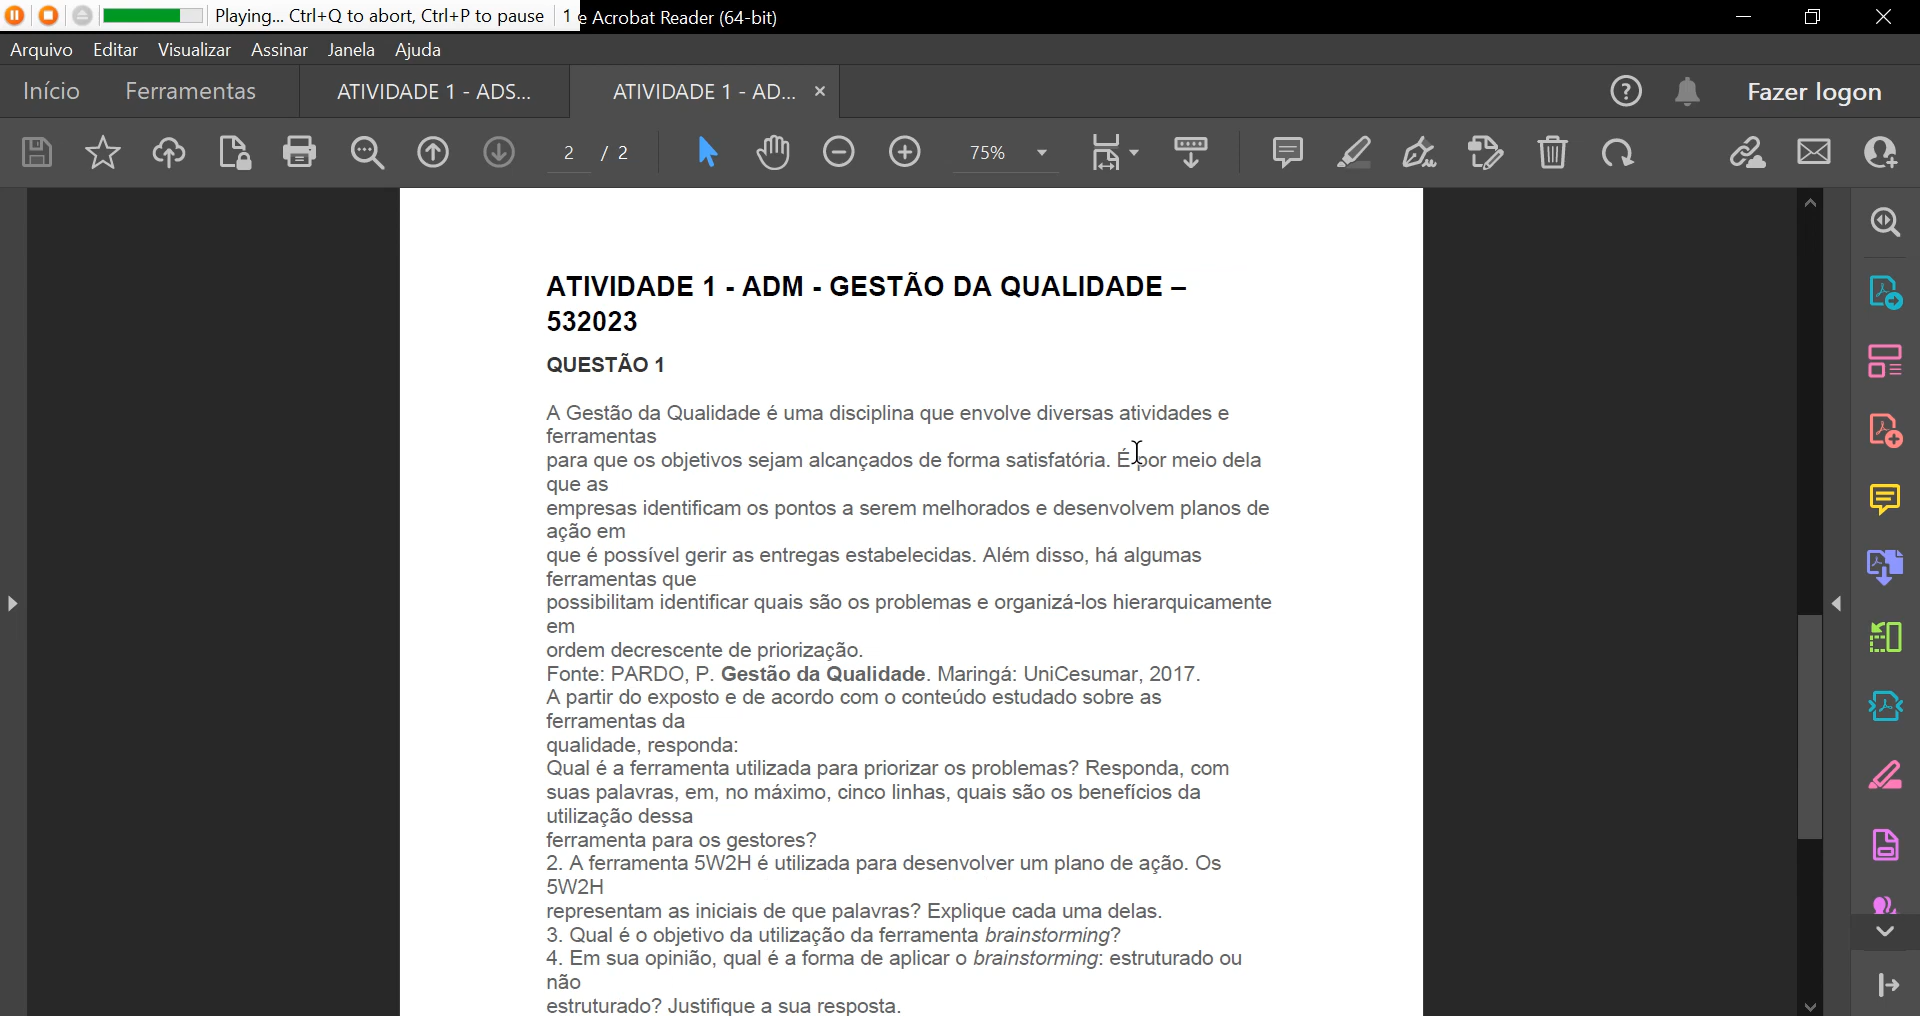 Playing... Ctrl+Q to abort, Ctrl+P to pause 1 e Acrobat Reader (64-bit)
Arquivo Editar Visualizar Assinar Janela Ajuda
Início Ferramentas ATIVIDADE 1 - ADS... ATIVIDADE 1 - AD... × ? Fazer logon
2 / 2 75%
ATIVIDADE 1 - ADM - GESTÃO DA QUALIDADE –
532023
QUESTÃO 1
A Gestão da Qualidade é uma disciplina que envolve diversas atividades e
ferramentas
para que os objetivos sejam alcançados de forma satisfatória. É por meio dela
que as
empresas identificam os pontos a serem melhorados e desenvolvem planos de
ação em
que é possível gerir as entregas estabelecidas. Além disso, há algumas
ferramentas que
possibilitam identificar quais são os problemas e organizá-los hierarquicamente
em
ordem decrescente de priorização.
Fonte: PARDO, P. Gestão da Qualidade. Maringá: UniCesumar, 2017.
A partir do exposto e de acordo com o conteúdo estudado sobre as
ferramentas da
qualidade, responda:
Qual é a ferramenta utilizada para priorizar os problemas? Responda, com
suas palavras, em, no máximo, cinco linhas, quais são os benefícios da
utilização dessa
ferramenta para os gestores?
2. A ferramenta 5W2H é utilizada para desenvolver um plano de ação. Os
5W2H
representam as iniciais de que palavras? Explique cada uma delas.
3. Qual é o objetivo da utilização da ferramenta brainstorming?
4. Em sua opinião, qual é a forma de aplicar o brainstorming: estruturado ou
não
estruturado? Justifique a sua resposta.